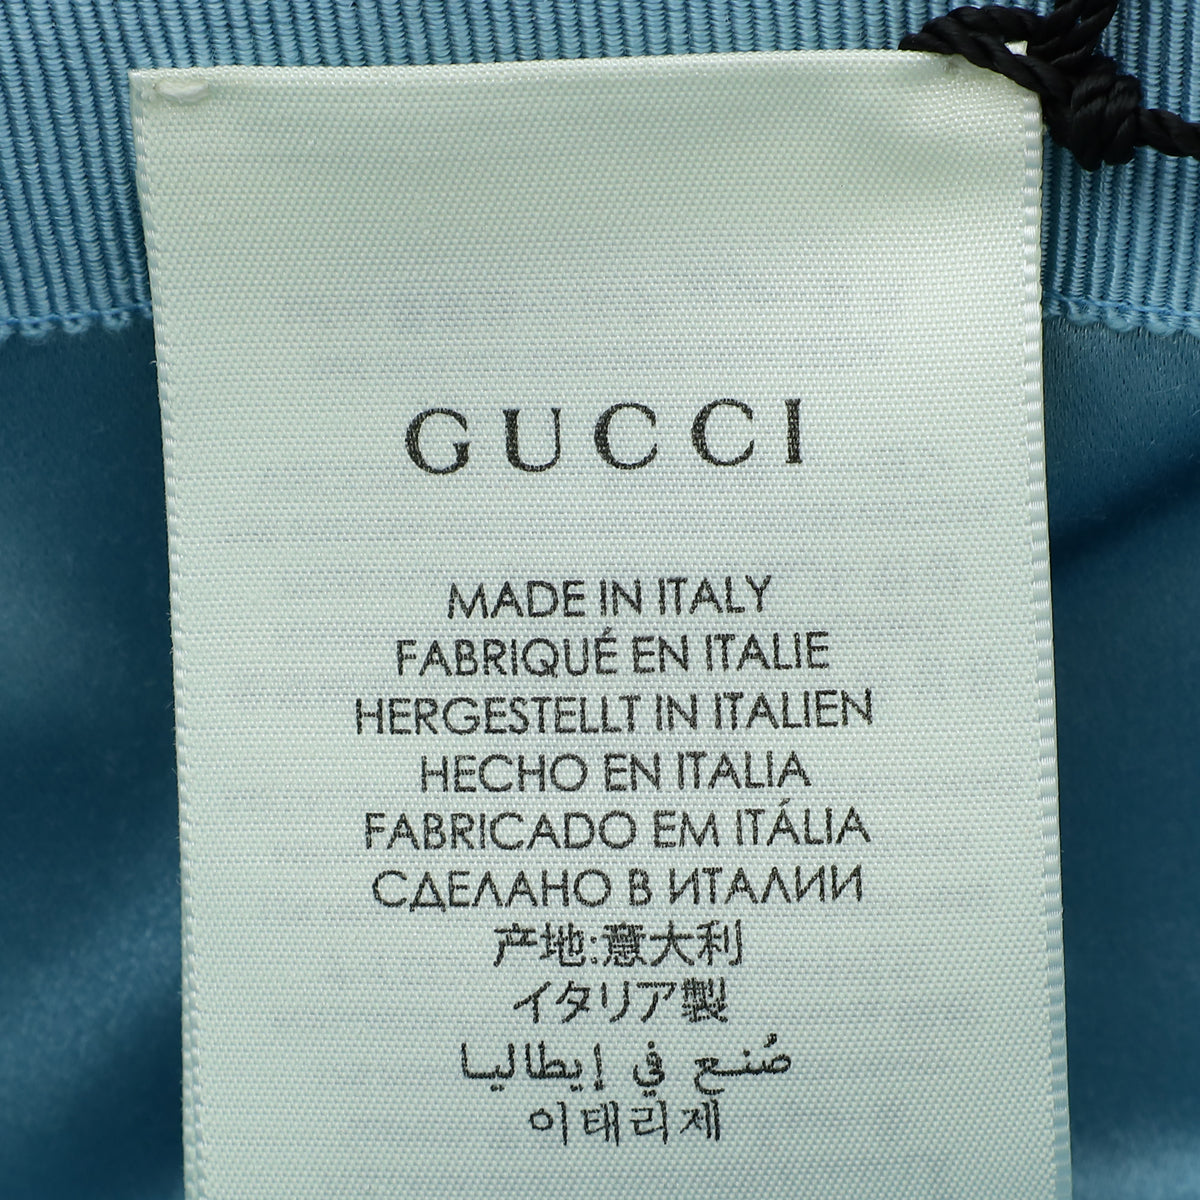 GUCCI
MADE IN ITALY
FABRIQUÉ EN ITALIE
HERGESTELLT IN ITALIEN
HECHO EN ITALIA
FABRICADO EM ITÁLIA
СДЕЛАНО В ИТАЛИИ
产地:意大利
イタリア製
صُنع في إيطاليا
이태리제